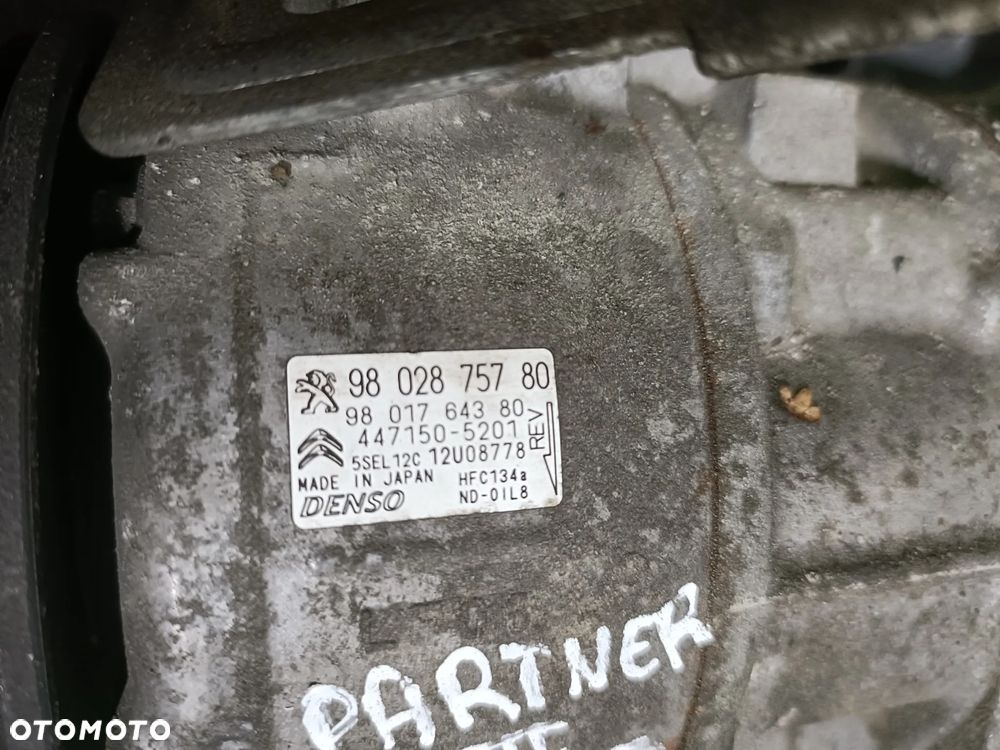 98 028 757 80
98 017 643 80
447150-5201
5SEL12C 12U08778
REV
MADE IN JAPAN HFC134a
DENSO ND-OIL8
PARTNER
OTOMOTO